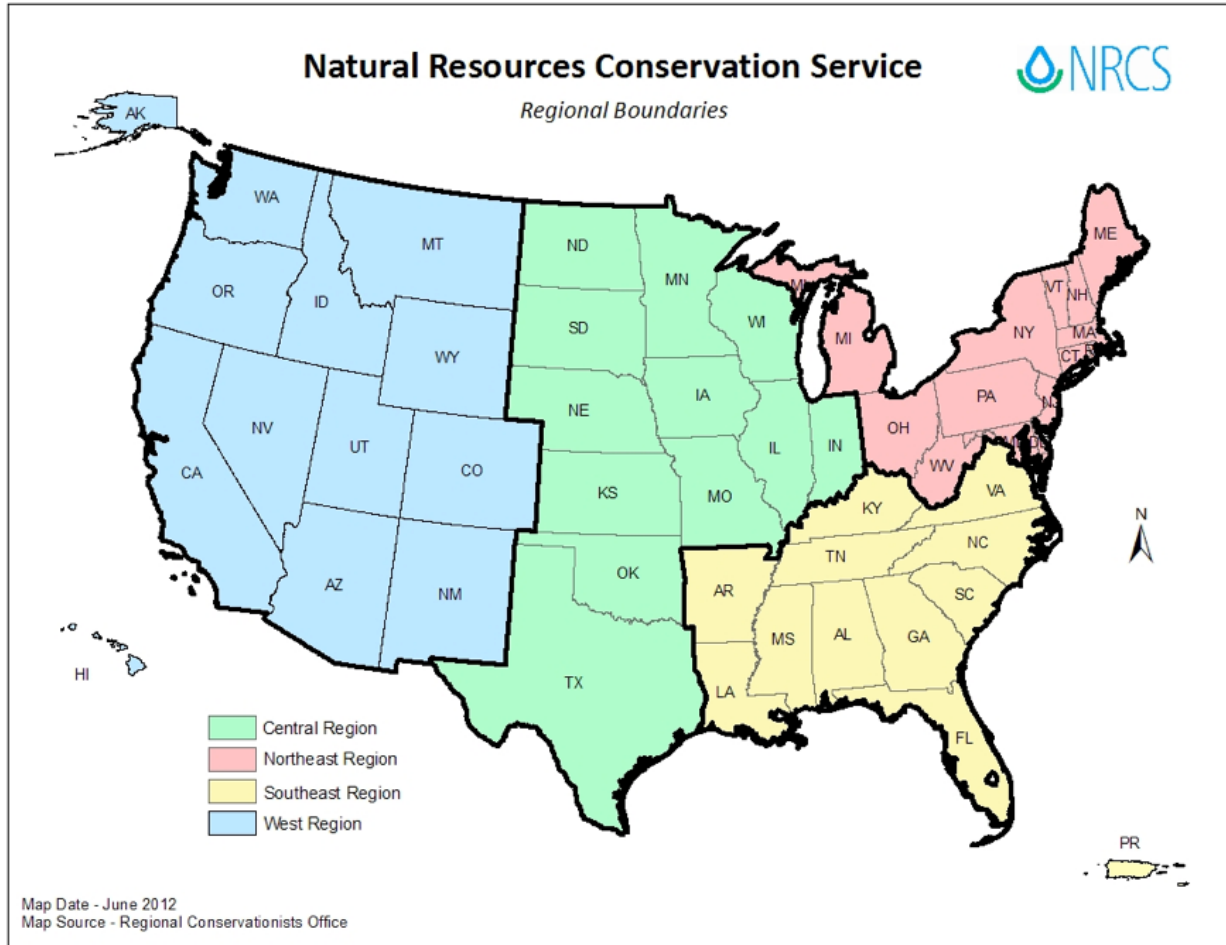 Natural Resources Conservation Service
NRCS
Regional Boundaries
AK
WA
MT
ND
MN
ME
OR
ID
SD
WI
MI
VT
NH
NY
MA
CT
WY
IA
MI
PA
NJ
NE
NV
UT
CO
IL
IN
OH
WV
CA
KS
MO
KY
VA
N
AZ
NM
OK
AR
TN
NC
SC
MS
AL
GA
HI
TX
LA
FL
PR
Central Region
Northeast Region
Southeast Region
West Region
Map Date - June 2012
Map Source - Regional Conservationists Office